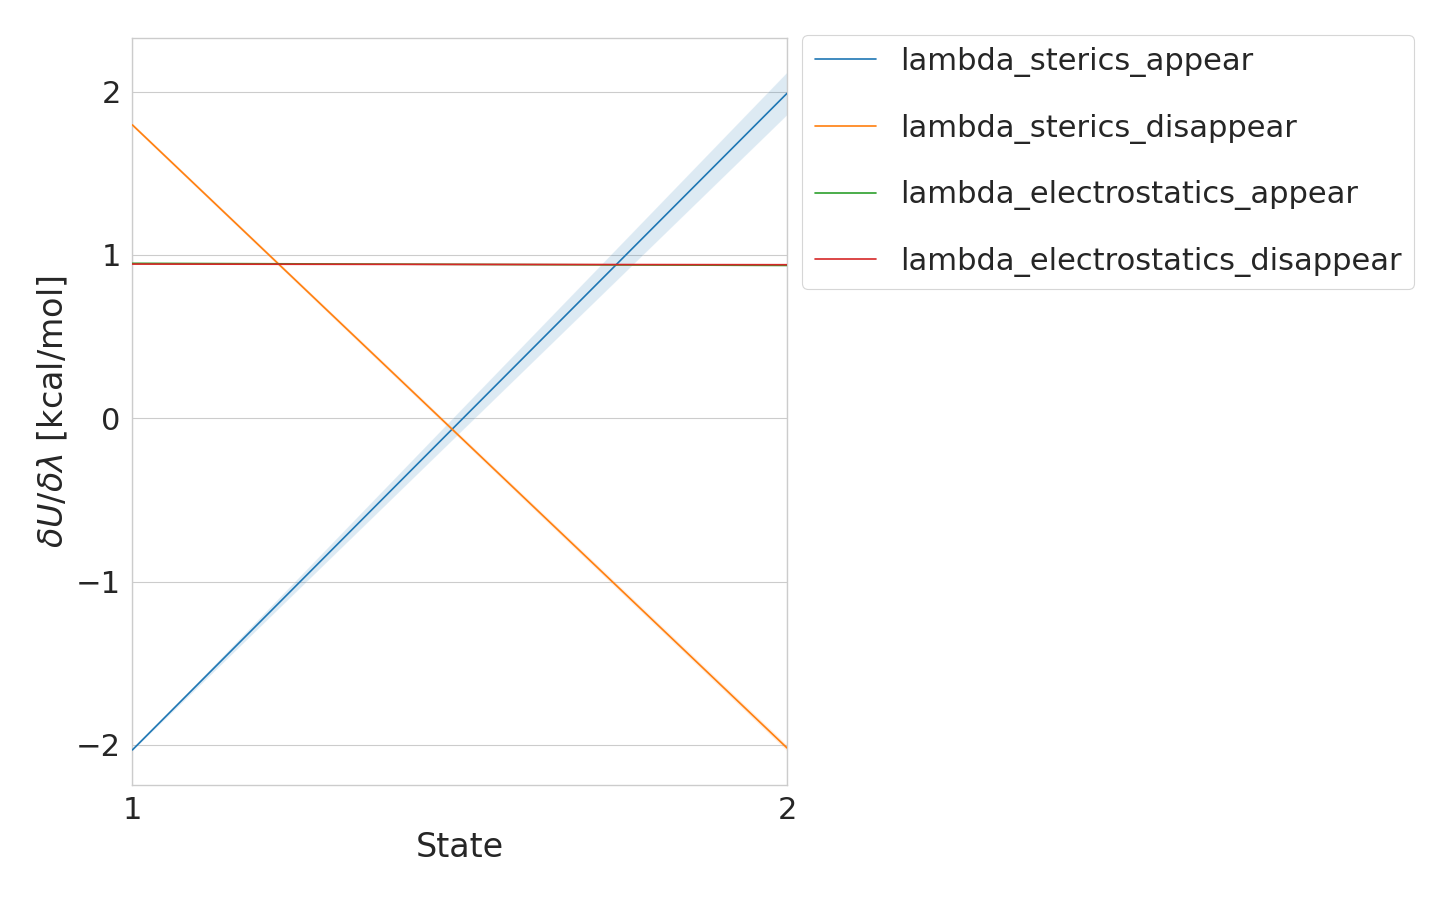 2
1
0
−1
−2
δU/δλ [kcal/mol]
1
2
State
lambda_sterics_appear
lambda_sterics_disappear
lambda_electrostatics_appear
lambda_electrostatics_disappear